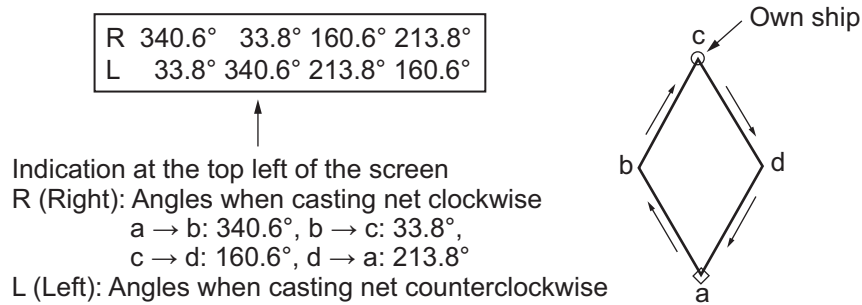 R 340.6° 33.8° 160.6° 213.8°
L 33.8° 340.6° 213.8° 160.6°
Indication at the top left of the screen
R (Right): Angles when casting net clockwise
a → b: 340.6°, b → c: 33.8°,
c → d: 160.6°, d → a: 213.8°
L (Left): Angles when casting net counterclockwise
Own ship
c
b
d
a